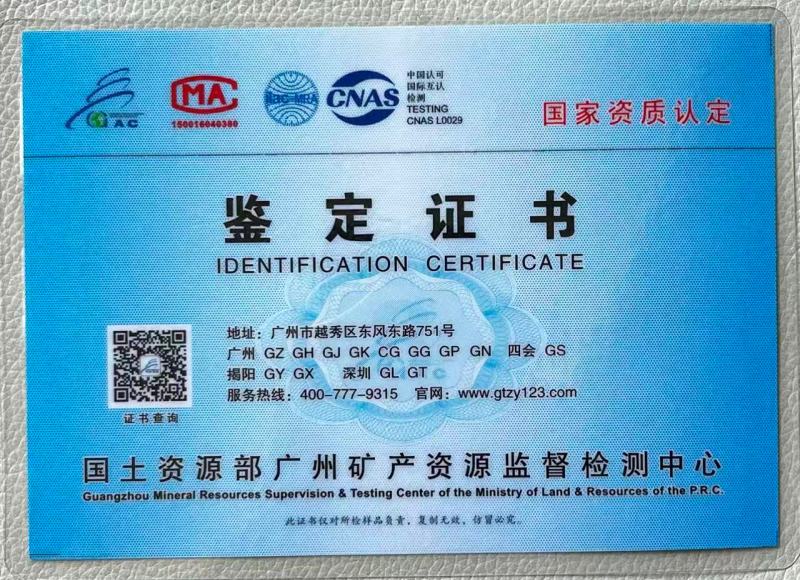 GAC
CMA
150016040380
ilac-MRA
CNAS
中国认可
国际互认
检测
TESTING
CNAS L0029
国家资质认定
鉴定证书
IDENTIFICATION CERTIFICATE
地址：广州市越秀区东风东路751号
广州 GZ GH GJ GK CG GG GP GN 四会 GS
揭阳 GY GX 深圳 GL GT
服务热线：400-777-9315 官网：www.gtzy123.com
证书查询
国土资源部广州矿产资源监督检测中心
Guangzhou Mineral Resources Supervision & Testing Center of the Ministry of Land & Resources of the P.R.C.
此证书仅对所检样品负责，复制无效，仿冒必究。